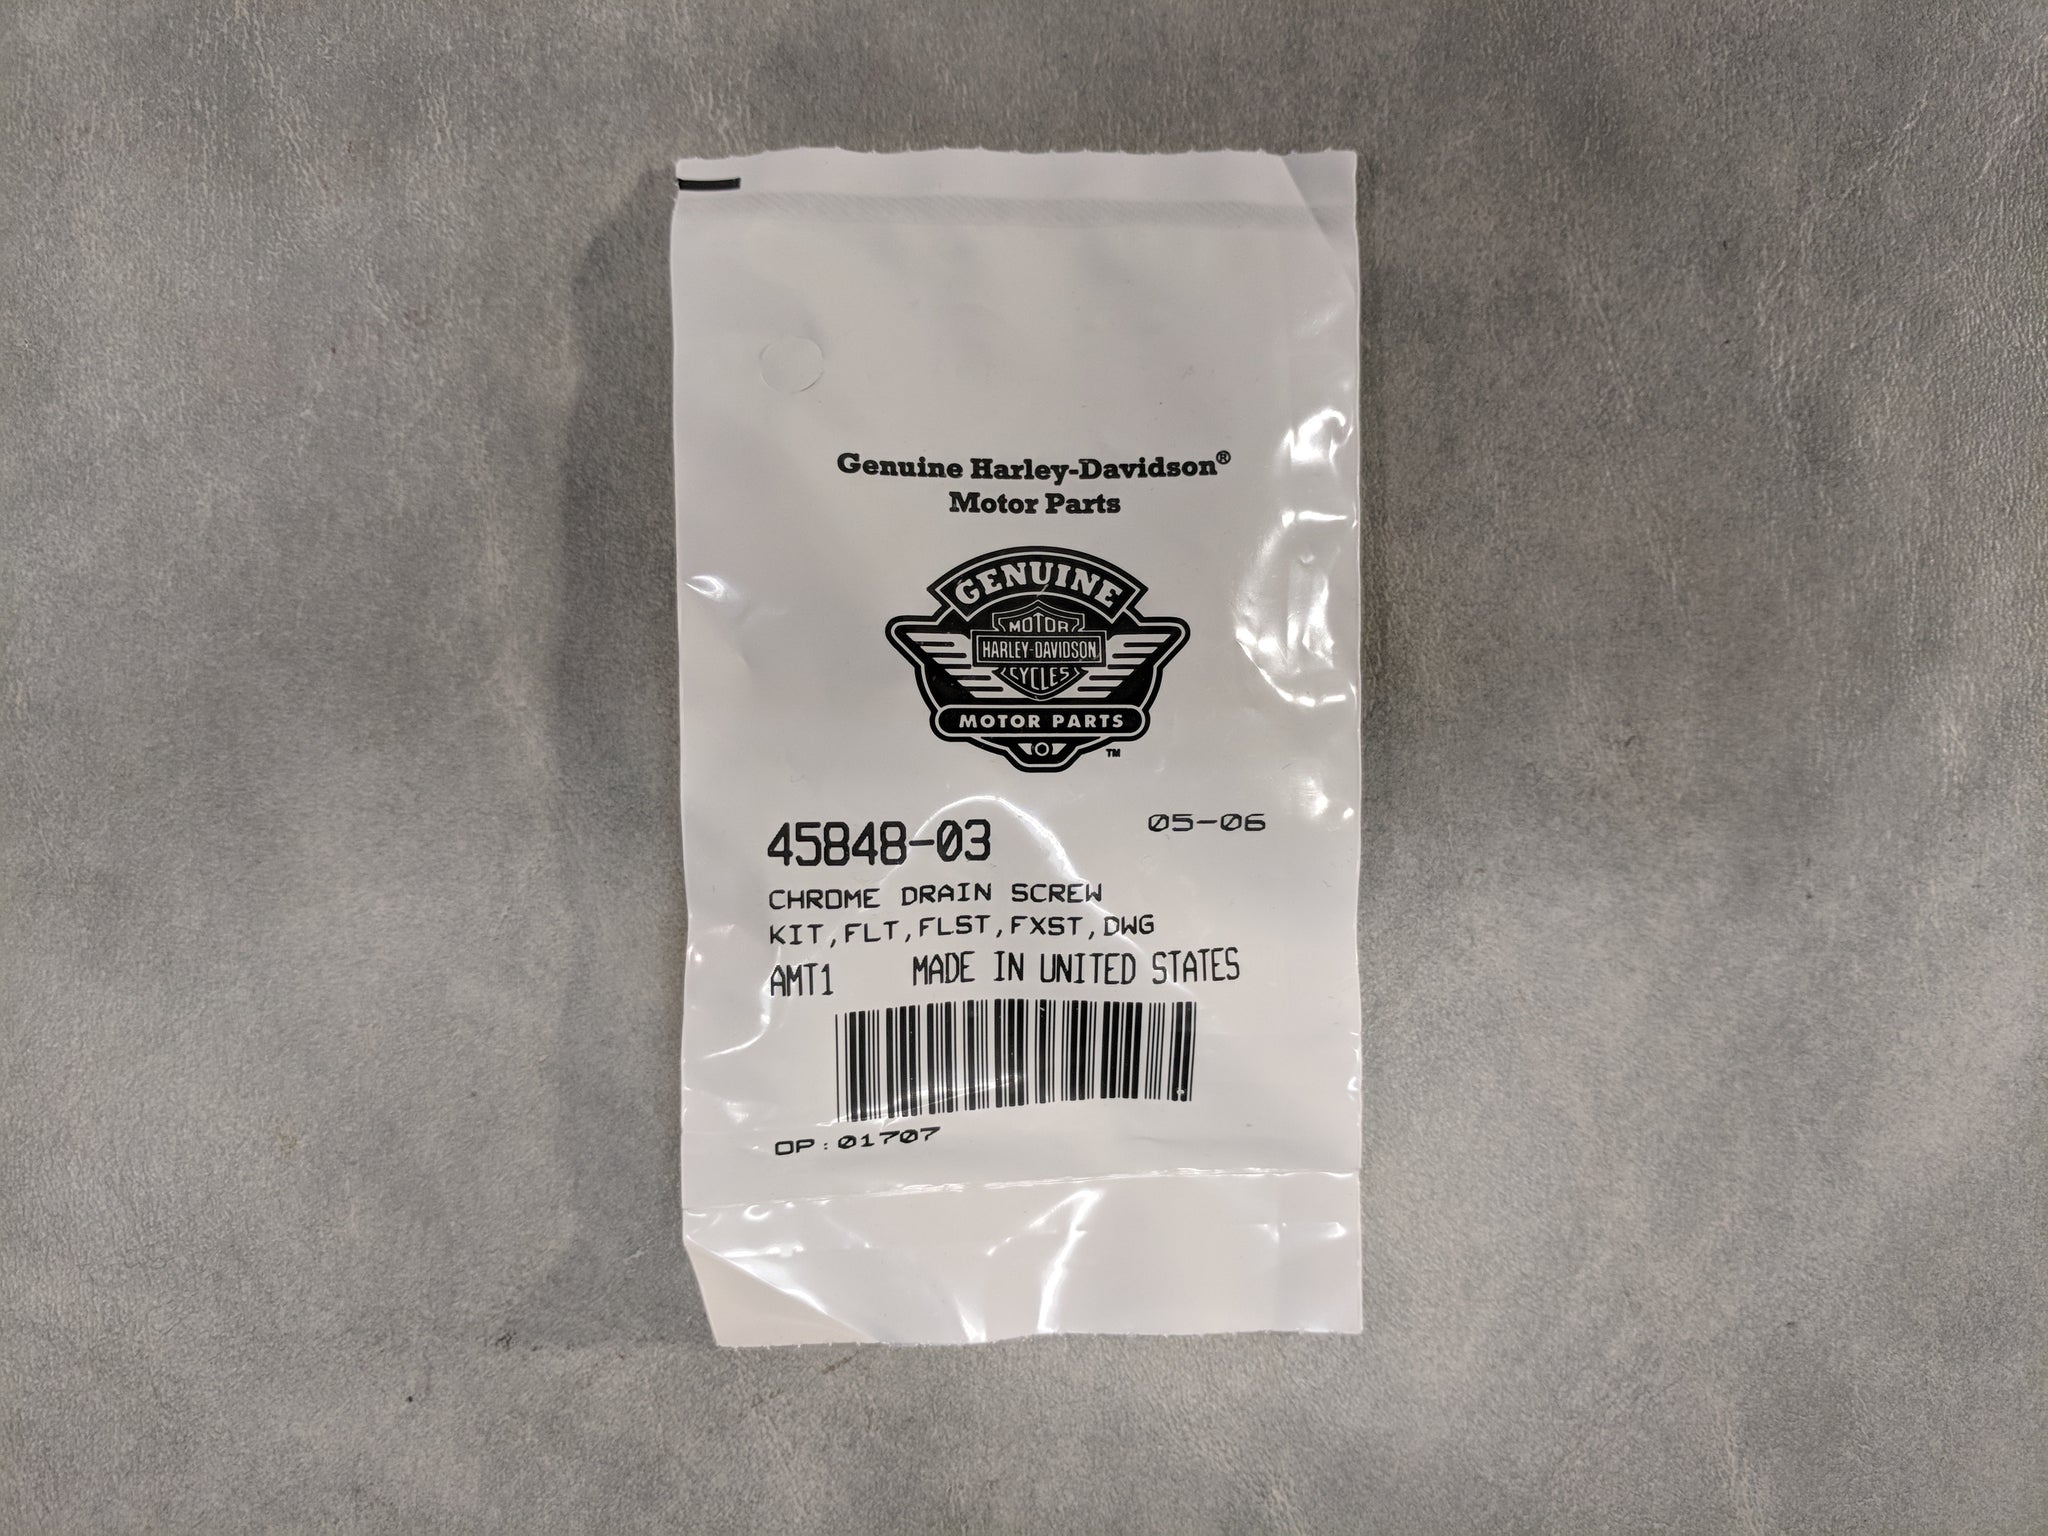 Genuine Harley-Davidson®
Motor Parts
GENUINE
MOTOR
HARLEY-DAVIDSON
CYCLES
MOTOR PARTS
™
45848-03
05-06
CHROME DRAIN SCREW
KIT,FLT,FLST,FXST,DWG
AMT1 MADE IN UNITED STATES
OP:01707